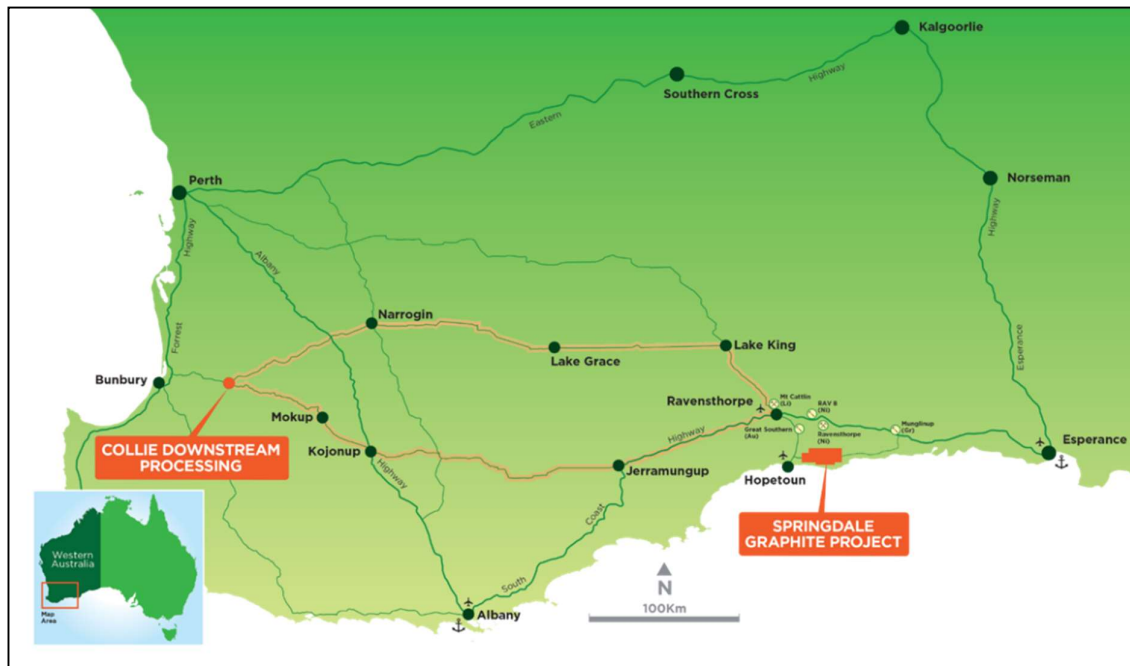 Kalgoorlie
Highway
Southern Cross
Eastern
Perth
Norseman
Highway
Highway
Albany
Forrest
Narrogin
Esperance
Lake Grace
Lake King
Bunbury
Mt Cattlin
(Li)
RAV 8
(Ni)
Ravensthorpe
Mokup
COLLIE DOWNSTREAM
PROCESSING
Great Southern
(Au)
Ravensthorpe
(Ni)
Munglinup
(Gr)
Highway
Kojonup
Esperance
Highway
Jerramungup
Hopetoun
Coast
SPRINGDALE
GRAPHITE PROJECT
South
Western
Australia
Map
Area
N
100Km
Albany